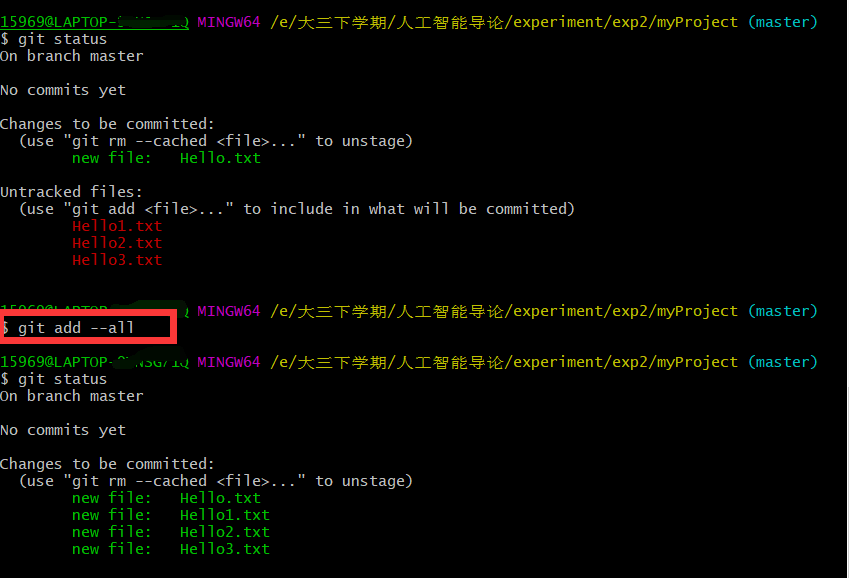 15969@LAPTOP- Q MINGW64 /e/大三下学期/人工智能导论/experiment/exp2/myProject (master)
$ git status
On branch master
No commits yet
Changes to be committed:
(use "git rm --cached <file>..." to unstage)
new file: Hello.txt
Untracked files:
(use "git add <file>..." to include in what will be committed)
Hello1.txt
Hello2.txt
Hello3.txt
15969@LAPTOP- Q MINGW64 /e/大三下学期/人工智能导论/experiment/exp2/myProject (master)
$ git add --all
15969@LAPTOP- Q MINGW64 /e/大三下学期/人工智能导论/experiment/exp2/myProject (master)
$ git status
On branch master
No commits yet
Changes to be committed:
(use "git rm --cached <file>..." to unstage)
new file: Hello.txt
new file: Hello1.txt
new file: Hello2.txt
new file: Hello3.txt